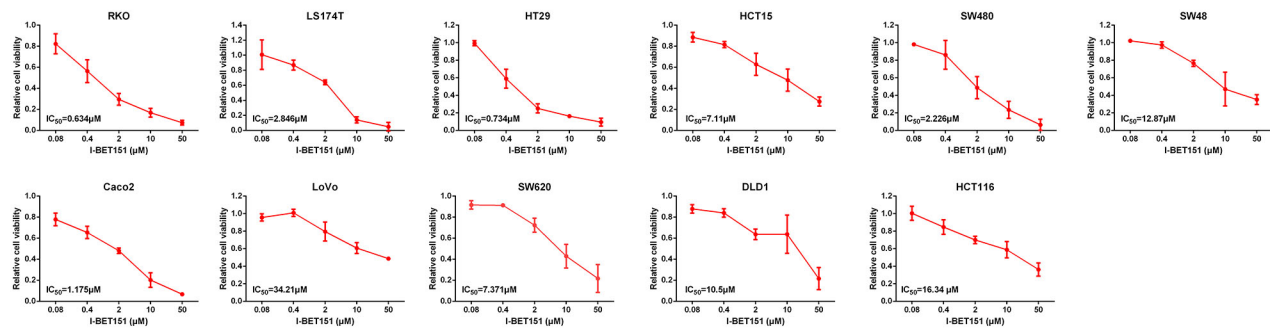 RKO
Relative cell viability
1.0
0.8
0.6
0.4
0.2
0.0
IC50=0.634μM
0.08 0.4 2 10 50
I-BET151 (μM)
LS174T
Relative cell viability
1.4
1.2
1.0
0.8
0.6
0.4
0.2
0.0
IC50=2.846μM
0.08 0.4 2 10 50
I-BET151 (μM)
HT29
Relative cell viability
1.2
1.0
0.8
0.6
0.4
0.2
0.0
IC50=0.734μM
0.08 0.4 2 10 50
I-BET151 (μM)
HCT15
Relative cell viability
1.0
0.8
0.6
0.4
0.2
0.0
IC50=7.11μM
0.08 0.4 2 10 50
I-BET151 (μM)
SW480
Relative cell viability
1.2
1.0
0.8
0.6
0.4
0.2
0.0
IC50=2.226μM
0.08 0.4 2 10 50
I-BET151 (μM)
SW48
Relative cell viability
1.2
1.0
0.8
0.6
0.4
0.2
0.0
IC50=12.87μM
0.08 0.4 2 10 50
I-BET151 (μM)
Caco2
Relative cell viability
1.0
0.8
0.6
0.4
0.2
0.0
IC50=1.175μM
0.08 0.4 2 10 50
I-BET151 (μM)
LoVo
Relative cell viability
1.2
1.0
0.8
0.6
0.4
0.2
0.0
IC50=34.21μM
0.08 0.4 2 10 50
I-BET151 (μM)
SW620
Relative cell viability
1.0
0.8
0.6
0.4
0.2
0.0
IC50=7.371μM
0.08 0.4 2 10 50
I-BET151 (μM)
DLD1
Relative cell viability
1.0
0.8
0.6
0.4
0.2
0.0
IC50=10.5μM
0.08 0.4 2 10 50
I-BET151 (μM)
HCT116
Relative cell viability
1.2
1.0
0.8
0.6
0.4
0.2
0.0
IC50=16.34 μM
0.08 0.4 2 10 50
I-BET151 (μM)